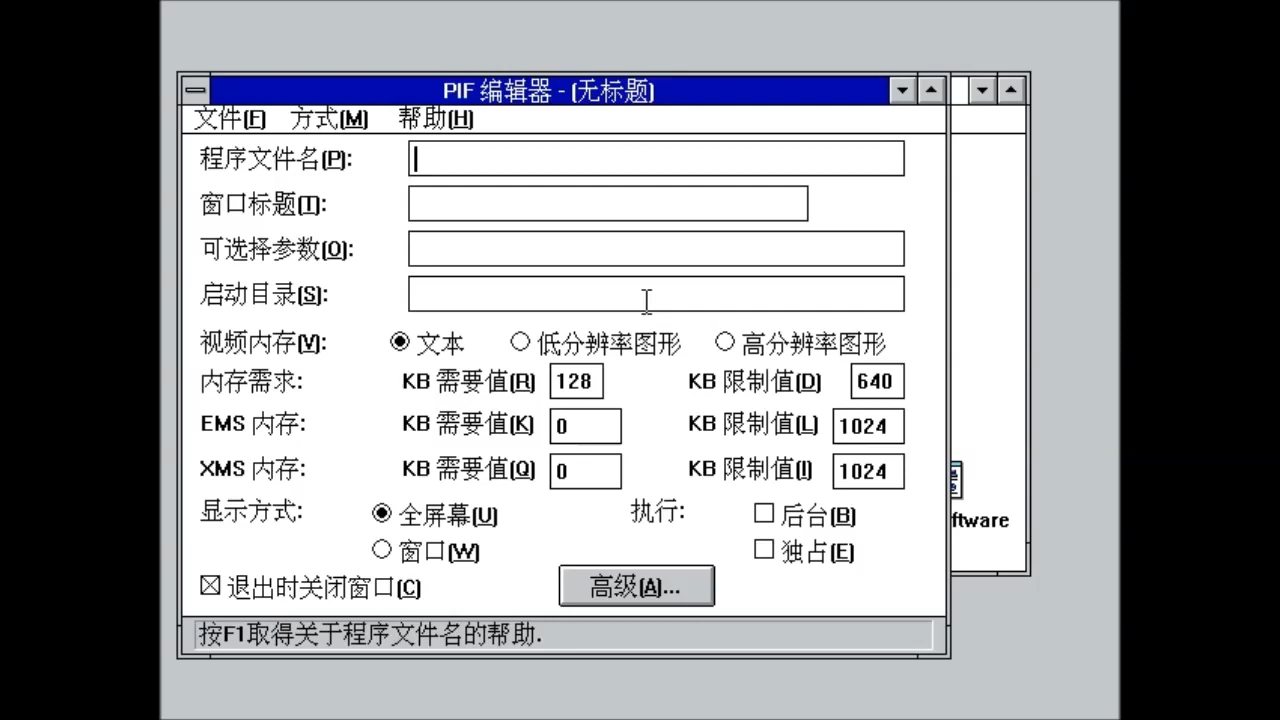 PIF 编辑器 - (无标题)
文件(F) 方式(M) 帮助(H)
程序文件名(P):
窗口标题(T):
可选择参数(O):
启动目录(S):
视频内存(V): 文本 低分辨率图形 高分辨率图形
内存需求: KB 需要值(R) 128 KB 限制值(D) 640
EMS 内存: KB 需要值(K) 0 KB 限制值(L) 1024
XMS 内存: KB 需要值(Q) 0 KB 限制值(I) 1024
显示方式: 全屏幕(U) 执行: 后台(B)
ftware
窗口(W) 独占(E)
退出时关闭窗口(C) 高级(A)...
按F1取得关于程序文件名的帮助.